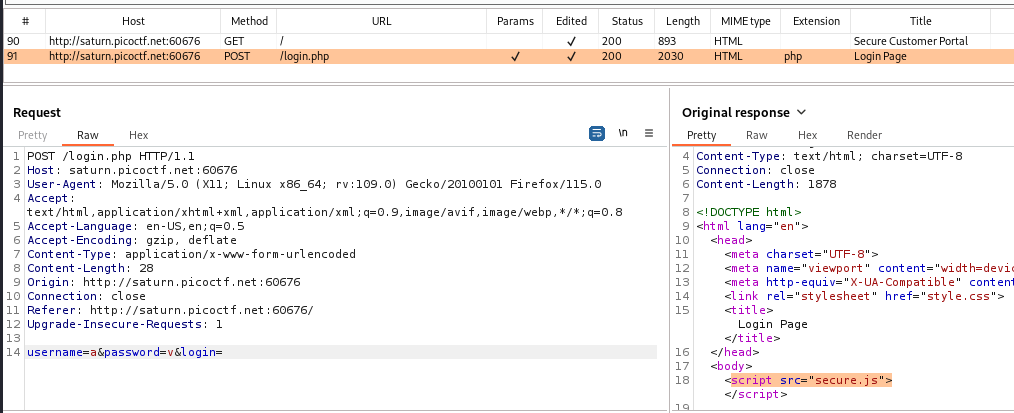 # Host Method URL Params Edited Status Length MIME type Extension Title
90 http://saturn.picoctf.net:60676 GET / ✓ 200 893 HTML Secure Customer Portal
91 http://saturn.picoctf.net:60676 POST /login.php ✓ ✓ 200 2030 HTML php Login Page
Request
Pretty Raw Hex \n
1 POST /login.php HTTP/1.1
2 Host: saturn.picoctf.net:60676
3 User-Agent: Mozilla/5.0 (X11; Linux x86_64; rv:109.0) Gecko/20100101 Firefox/115.0
4 Accept:
text/html,application/xhtml+xml,application/xml;q=0.9,image/avif,image/webp,*/*;q=0.8
5 Accept-Language: en-US,en;q=0.5
6 Accept-Encoding: gzip, deflate
7 Content-Type: application/x-www-form-urlencoded
8 Content-Length: 28
9 Origin: http://saturn.picoctf.net:60676
10 Connection: close
11 Referer: http://saturn.picoctf.net:60676/
12 Upgrade-Insecure-Requests: 1
13
14 username=a&password=v&login=
Original response
Pretty Raw Hex Render
4 Content-Type: text/html; charset=UTF-8
5 Connection: close
6 Content-Length: 1878
7
8 <!DOCTYPE html>
9 <html lang="en">
10 <head>
11 <meta charset="UTF-8">
12 <meta name="viewport" content="width=devic
13 <meta http-equiv="X-UA-Compatible" content
14 <link rel="stylesheet" href="style.css">
15 <title>
Login Page
</title>
16 </head>
17 <body>
18 <script src="secure.js">
</script>
19